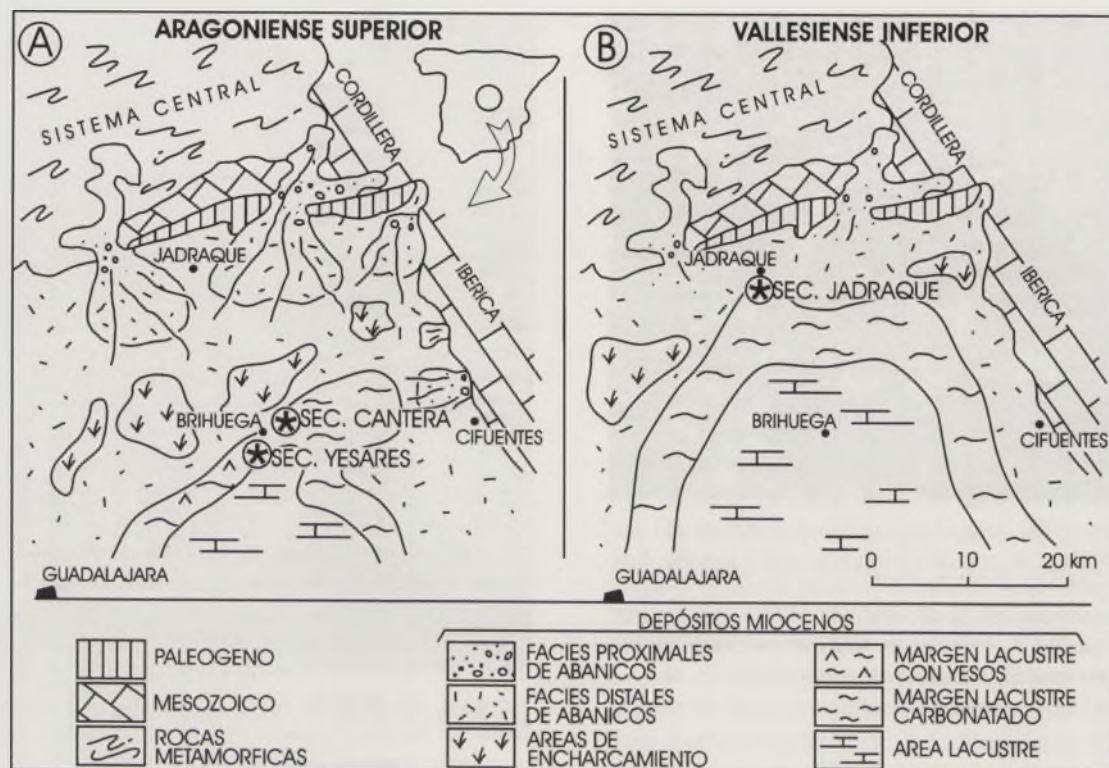 A
ARAGONIENSE SUPERIOR
SISTEMA CENTRAL
CORDILLERA
IBERICA
JADRAQUE
BRIHUEGA
SEC. CANTERA
CIFUENTES
SEC. YESARES
GUADALAJARA
B
VALLESIENSE INFERIOR
SISTEMA CENTRAL
CORDILLERA
IBERICA
JADRAQUE
SEC. JADRAQUE
BRIHUEGA
CIFUENTES
0 10 20 km
GUADALAJARA
PALEOGENO
MESOZOICO
ROCAS
METAMORFICAS
DEPÓSITOS MIOCENOS
FACIES PROXIMALES
DE ABANICOS
FACIES DISTALES
DE ABANICOS
AREAS DE
ENCHARCAMIENTO
MARGEN LACUSTRE
CON YESOS
MARGEN LACUSTRE
CARBONATADO
AREA LACUSTRE